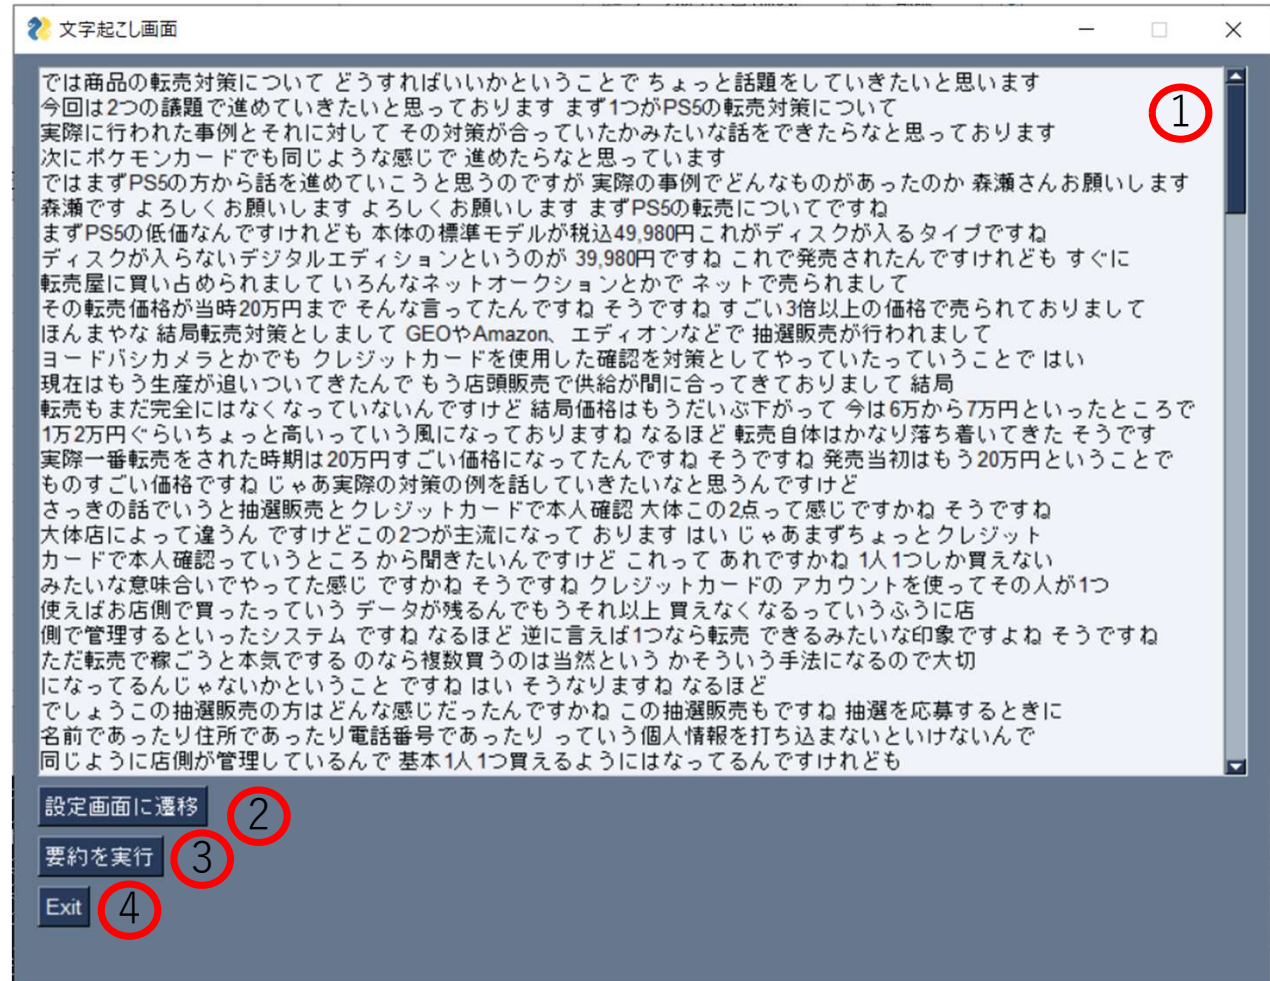 文字起こし画面
では商品の転売対策について どうすればいいかということで ちょっと話題をしていきたいと思います
今回は2つの議題で進めていきたいと思っております まず1つがPS5の転売対策について
実際に行われた事例とそれに対して その対策が合っていたかみたいな話をできたらなと思っております
次にポケモンカードでも同じような感じで 進めたらなと思っています
ではまずPS5の方から話を進めていこうと思うのですが 実際の事例でどんなものがあったのか 森瀬さんお願いします
森瀬です よろしくお願いします よろしくお願いします まずPS5の転売についてですね
まずPS5の低価なんですけれども 本体の標準モデルが税込49,980円これがディスクが入るタイプですね
ディスクが入らないデジタルエディションというのが 39,980円ですね これで発売されたんですけれども すぐに
転売屋に買い占められまして いろんなネットオークションとかで ネットで売られまして
その転売価格が当時20万円まで そんな言ってたんですね そうですね すごい3倍以上の価格で売られておりまして
ほんまやな 結局転売対策としまして GEOやAmazon、エディオンなどで 抽選販売が行われまして
ヨードバシカメラとかでも クレジットカードを使用した確認を対策としてやっていたっていうことで はい
現在はもう生産が追いついてきたんで もう店頭販売で供給が間に合ってきておりまして 結局
転売もまだ完全にはなくなっていないんですけど 結局価格はもうだいぶ下がって 今は6万から7万円といったところで
1万2万円ぐらいちょっと高いっていう風になっておりますね なるほど 転売自体はかなり落ち着いてきた そうです
実際一番転売をされた時期は20万円すごい価格になってたんですね そうですね 発売当初はもう20万円ということで
ものすごい価格ですね じゃあ実際の対策の例を話していきたいなと思うんですけど
さっきの話でいうと抽選販売とクレジットカードで本人確認 大体この2点って感じですかね そうですね
大体店によって違うん ですけどこの2つが主流になって おります はい じゃあまずちょっとクレジット
カードで本人確認っていうところ から聞きたいんですけど これって あれですかね 1人1つしか買えない
みたいな意味合いでやってた感じ ですかね そうですね クレジットカードの アカウントを使ってその人が1つ
使えばお店側で買ったっていう データが残るんでもうそれ以上 買えなくなるっていうふうに店
側で管理するといったシステム ですね なるほど 逆に言えば1つなら転売 できるみたいな印象ですよね そうですね
ただ転売で稼ごうと本気でする のなら複数買うのは当然という かそういう手法になるので大切
になってるんじゃないかということ ですね はい そうなりますね なるほど
でしょうこの抽選販売の方はどんな感じだったんですかね この抽選販売もですね 抽選を応募するときに
名前であったり住所であったり電話番号であったり っていう個人情報を打ち込まないといけないんで
同じように店側が管理しているんで 基本1人1つ買えるようにはなってるんですけれども
①
設定画面に遷移 ②
要約を実行 ③
Exit ④